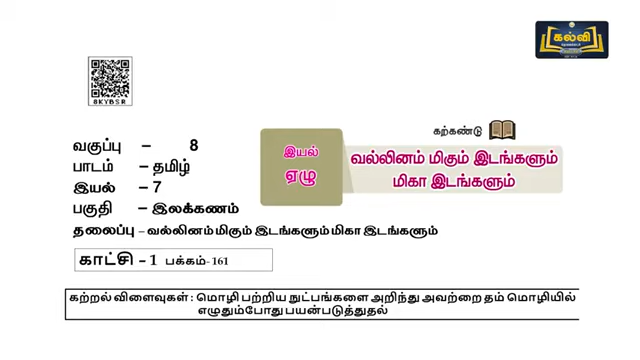 கல்வி
8KYBSR
கற்கண்டு
வகுப்பு – 8
பாடம் – தமிழ்
இயல் – 7
பகுதி – இலக்கணம்
தலைப்பு – வல்லினம் மிகும் இடங்களும் மிகா இடங்களும்
இயல்
ஏழு
வல்லினம் மிகும் இடங்களும்
மிகா இடங்களும்
காட்சி - 1 பக்கம்- 161
கற்றல் விளைவுகள் : மொழி பற்றிய நுட்பங்களை அறிந்து அவற்றை தம் மொழியில்
எழுதும்போது பயன்படுத்துதல்